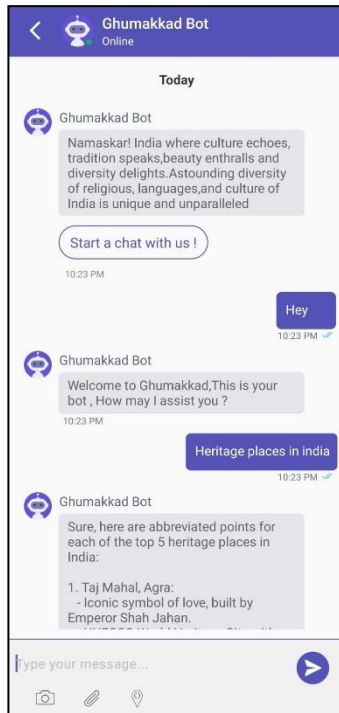 Ghumakkad Bot
Online
Today
Ghumakkad Bot
Namaskar! India where culture echoes,
tradition speaks,beauty enthralls and
diversity delights.Astounding diversity
of religious, languages,and culture of
India is unique and unparalleled
Start a chat with us !
10:23 PM
Hey
10:23 PM
Ghumakkad Bot
Welcome to Ghumakkad,This is your
bot , How may I assist you ?
10:23 PM
Heritage places in india
10:23 PM
Ghumakkad Bot
Sure, here are abbreviated points for
each of the top 5 heritage places in
India:
1. Taj Mahal, Agra:
- Iconic symbol of love, built by
Emperor Shah Jahan.
Type your message...